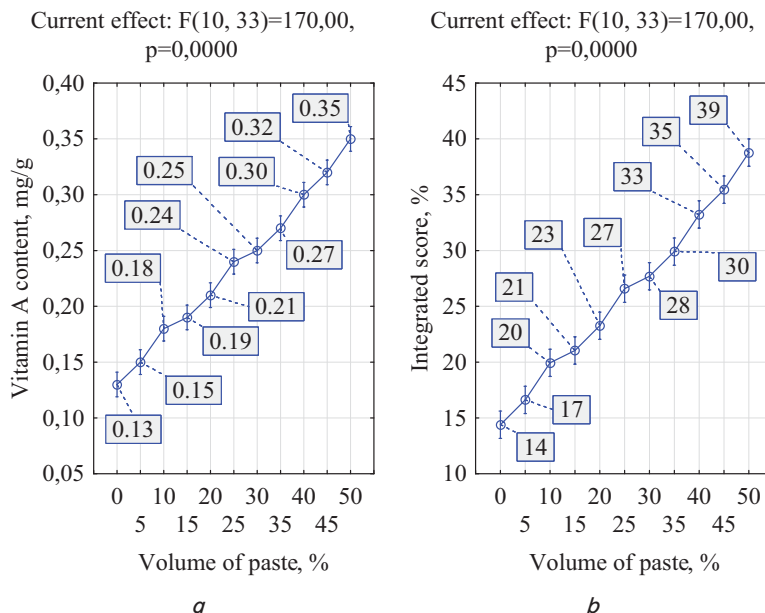 Current effect: F(10, 33)=170,00,
p=0,0000
Vitamin A content, mg/g
0,40
0,35
0,30
0,25
0,20
0,15
0,10
0,05
0.35
0.32
0.25
0.30
0.24
0.18
0.27
0.21
0.19
0.15
0.13
0 10 20 30 40 50
5 15 25 35 45
Volume of paste, %
a
Current effect: F(10, 33)=170,00,
p=0,0000
Integrated score, %
45
40
35
30
25
20
15
10
39
35
33
27
23
21
20
30
28
17
14
0 10 20 30 40 50
5 15 25 35 45
Volume of paste, %
b